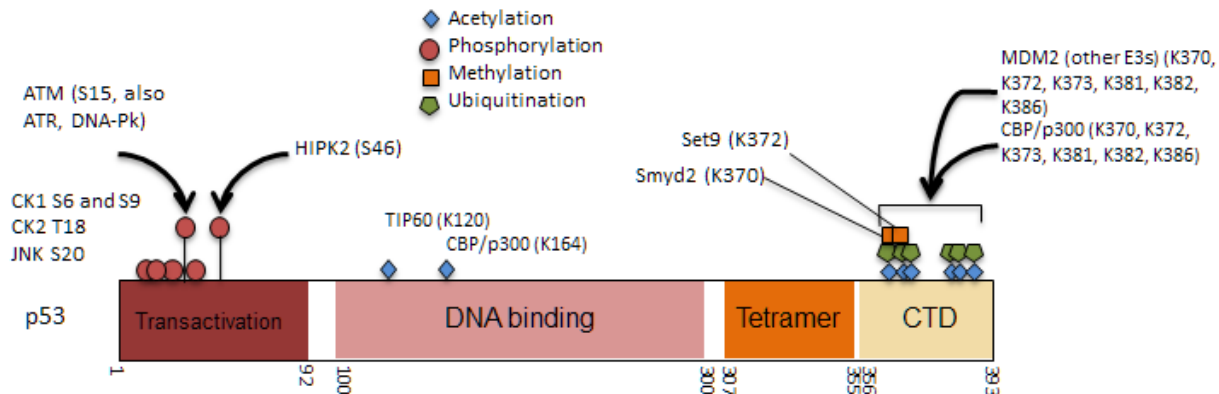 Acetylation
Phosphorylation
Methylation
Ubiquitination
ATM (S15, also
ATR, DNA-Pk)
HIPK2 (S46)
CK1 S6 and S9
CK2 T18
JNK S20
TIP60 (K120)
CBP/p300 (K164)
Set9 (K372)
Smyd2 (K370)
MDM2 (other E3s) (K370,
K372, K373, K381, K382,
K386)
CBP/p300 (K370, K372,
K373, K381, K382, K386)
p53
Transactivation
DNA binding
Tetramer
CTD
1
92
100
300
307
355
356
393